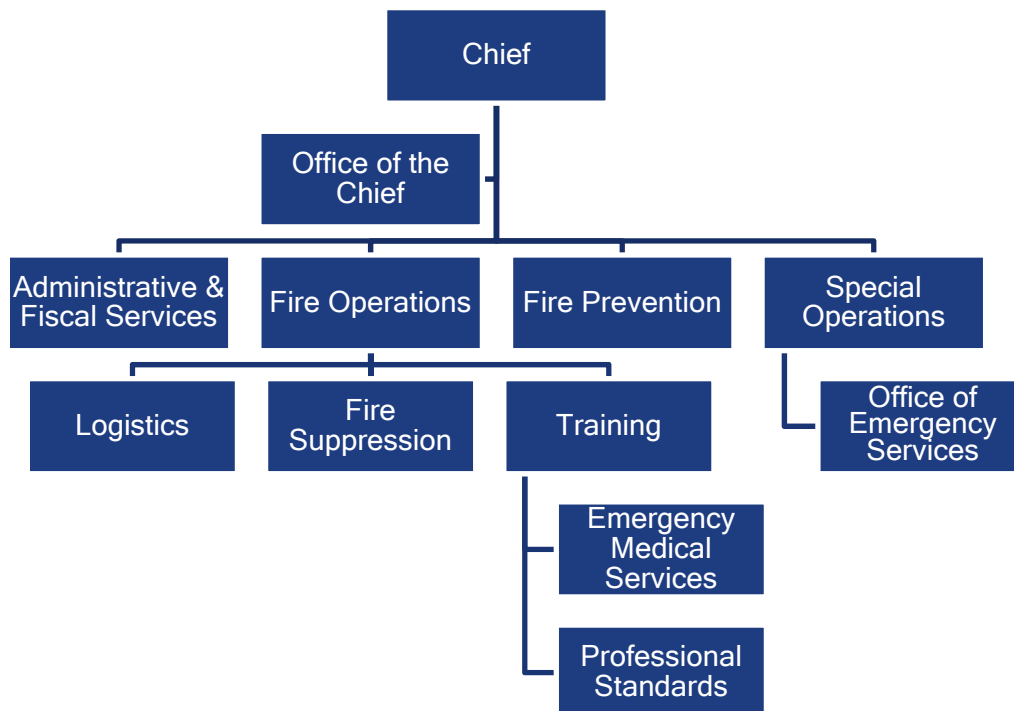 Chief
Office of the
Chief
Administrative &
Fiscal Services
Fire Operations
Fire Prevention
Special
Operations
Logistics
Fire
Suppression
Training
Office of
Emergency
Services
Emergency
Medical
Services
Professional
Standards